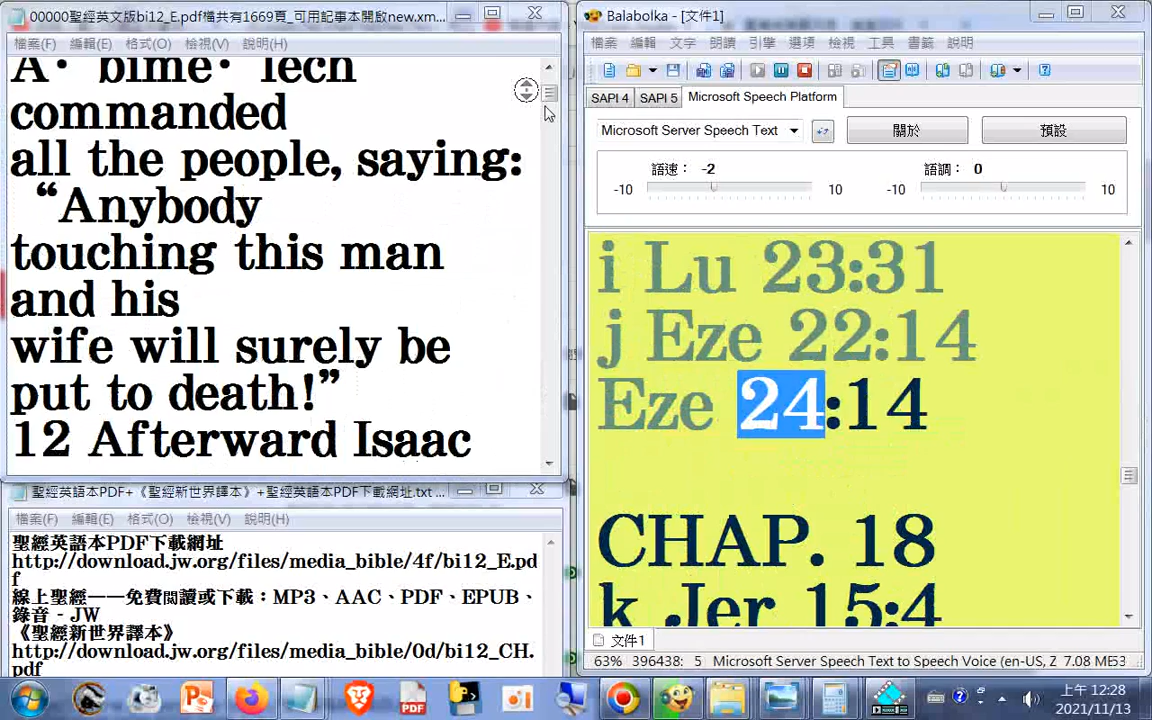 00000聖經英文版bi12_E.pdf檔共有1669頁_可用記事本開啟new.xm...
檔案(F) 編輯(E) 格式(O) 檢視(V) 說明(H)
A· bime· lech
commanded
all the people, saying:
“Anybody
touching this man
and his
wife will surely be
put to death!”
12 Afterward Isaac
聖經英語本PDF+《聖經新世界譯本》+聖經英語本PDF下載網址.txt ...
檔案(F) 編輯(E) 格式(O) 檢視(V) 說明(H)
聖經英語本PDF下載網址
http://download.jw.org/files/media_bible/4f/bi12_E.pd
f
線上聖經——免費閱讀或下載：MP3、AAC、PDF、EPUB、
錄音 - JW
《聖經新世界譯本》
http://download.jw.org/files/media_bible/0d/bi12_CH.
pdf
Balabolka - [文件1]
檔案 編輯 文字 朗讀 引擎 選項 檢視 工具 書籤 說明
SAPI 4 SAPI 5 Microsoft Speech Platform
Microsoft Server Speech Text 關於 預設
語速： -2 語調： 0
-10 10 -10 10
i Lu 23:31
j Eze 22:14
Eze 24:14
CHAP. 18
k Jer 15:4
文件1
63% 396438: 5 Microsoft Server Speech Text to Speech Voice (en-US, Z 7.08 ME53
PDF
上午 12:28
2021/11/13